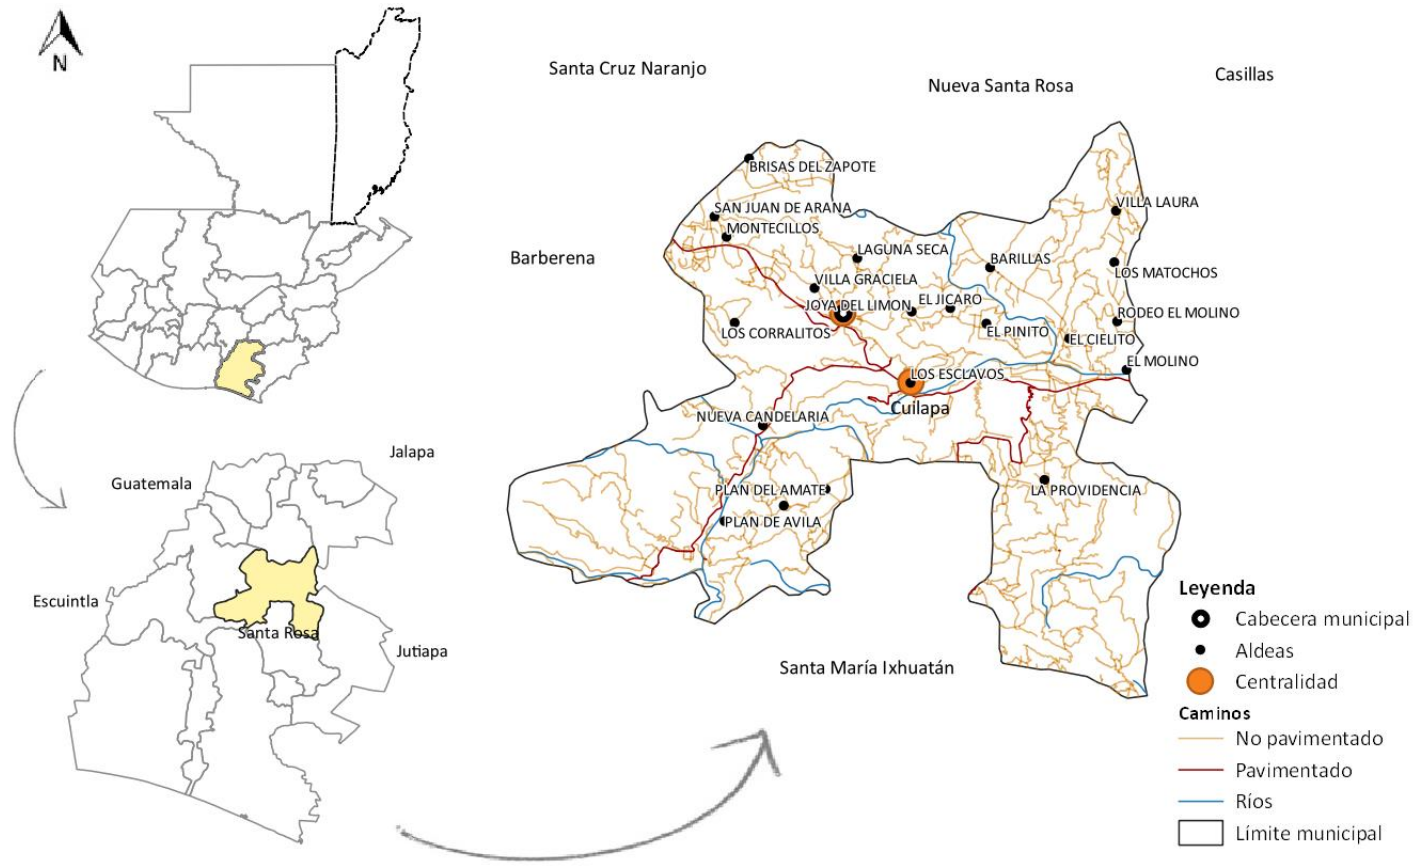 N
Santa Cruz Naranjo
Nueva Santa Rosa
Casillas
Barberena
BRISAS DEL ZAPOTE
SAN JUAN DE ARANA
MONTECILLOS
VILLA LAURA
LAGUNA SECA
BARILLAS
LOS MATOCHOS
VILLA GRACIELA
JOYA DEL LIMON
EL JICARO
RODEO EL MOLINO
LOS CORRALITOS
EL PINITO
EL CIELITO
EL MOLINO
LOS ESCLAVOS
Cuilapa
NUEVA CANDELARIA
PLAN DEL AMATE
PLAN DE AVILA
LA PROVIDENCIA
Santa María Ixhuatán
Jalapa
Guatemala
Escuintla
Santa Rosa
Jutiapa
Leyenda
Cabecera municipal
Aldeas
Centralidad
Caminos
No pavimentado
Pavimentado
Ríos
Límite municipal